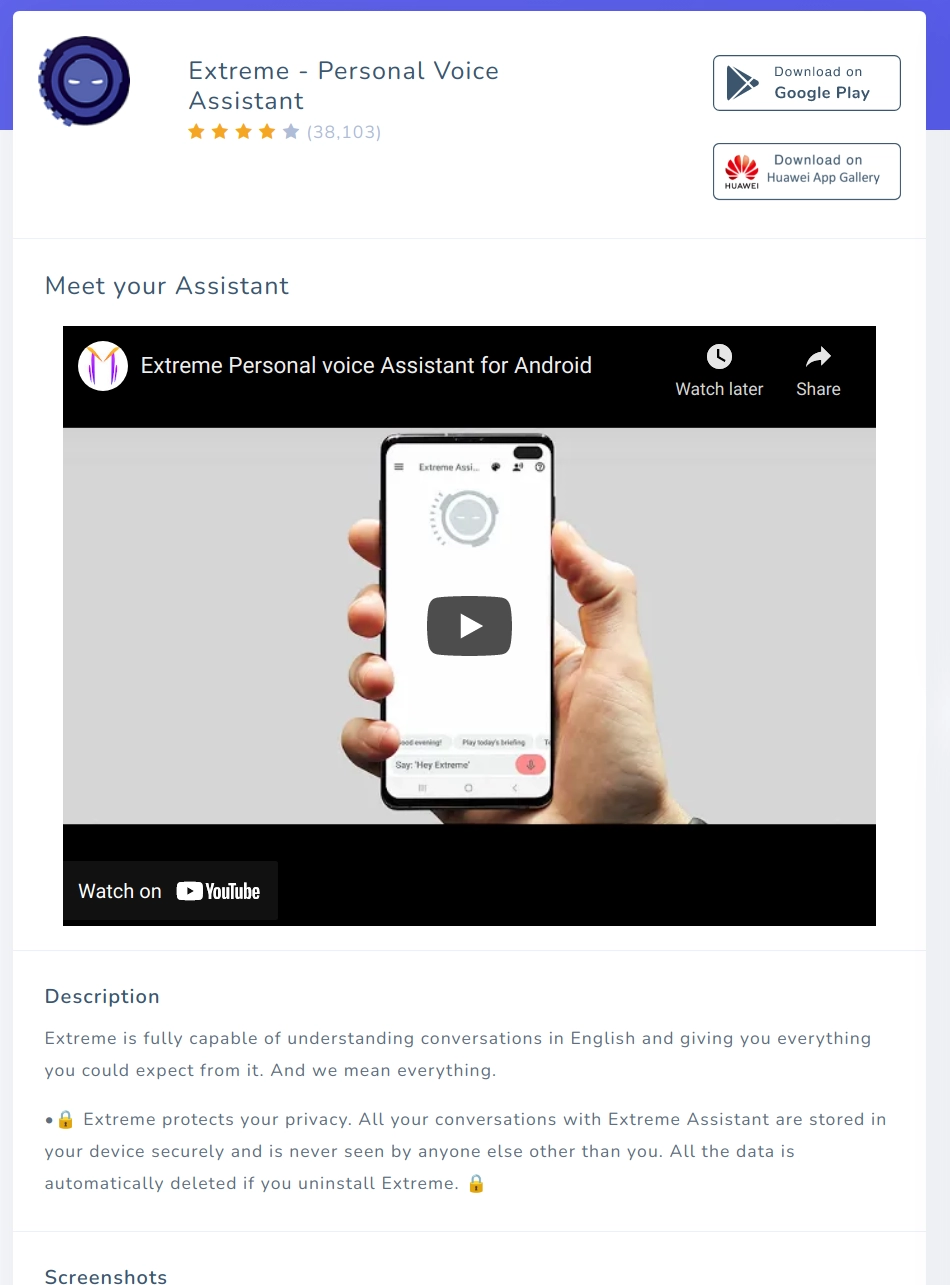 Extreme - Personal Voice
Assistant
(38,103)
Download on
Google Play
HUAWEI
Download on
Huawei App Gallery
Meet your Assistant
Extreme Personal voice Assistant for Android
Watch later
Share
Extreme Assi...
ood evening!
Play today's briefing
Say: 'Hey Extreme'
Watch on
YouTube
Description
Extreme is fully capable of understanding conversations in English and giving you everything
you could expect from it. And we mean everything.
•🔒 Extreme protects your privacy. All your conversations with Extreme Assistant are stored in
your device securely and is never seen by anyone else other than you. All the data is
automatically deleted if you uninstall Extreme. 🔒
Screenshots